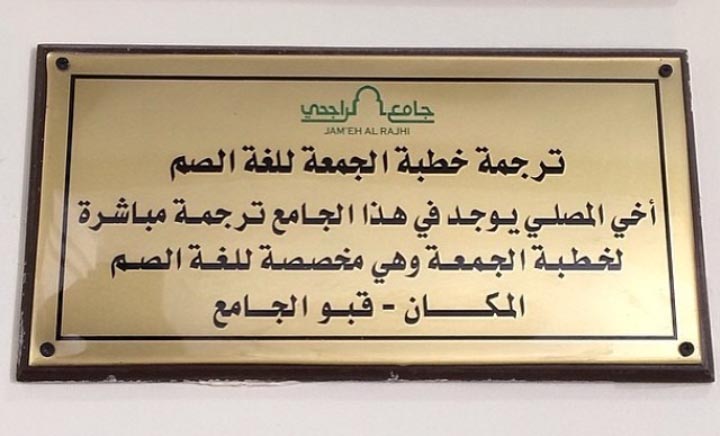 جامع الراجحي
JAM'EH AL RAJHI
ترجمة خطبة الجمعة للغة الصم
أخي المصلي يوجد في هذا الجامع ترجمة مباشرة
لخطبة الجمعة وهي مخصصة للغة الصم
المكان - قبو الجامع